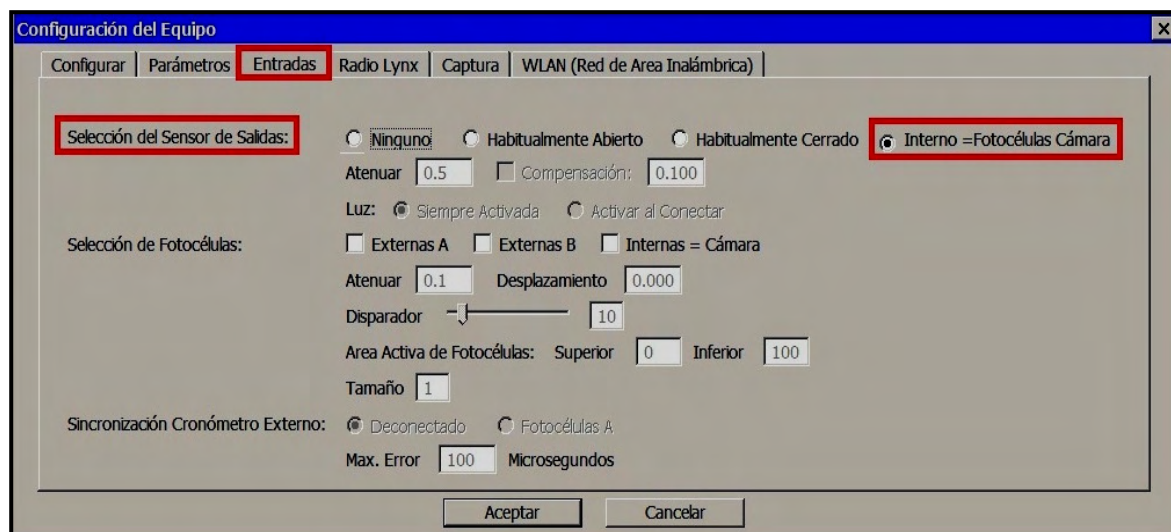 Configuración del Equipo
Configurar Parámetros Entradas Radio Lynx Captura WLAN (Red de Area Inalámbrica)
Selección del Sensor de Salidas: Ninguno Habitualmente Abierto Habitualmente Cerrado Interno =Fotocélulas Cámara
Atenuar 0.5 Compensación: 0.100
Luz: Siempre Activada Activar al Conectar
Selección de Fotocélulas: Externas A Externas B Internas = Cámara
Atenuar 0.1 Desplazamiento 0.000
Disparador 10
Area Activa de Fotocélulas: Superior 0 Inferior 100
Tamaño 1
Sincronización Cronómetro Externo: Deconectado Fotocélulas A
Max. Error 100 Microsegundos
Aceptar Cancelar